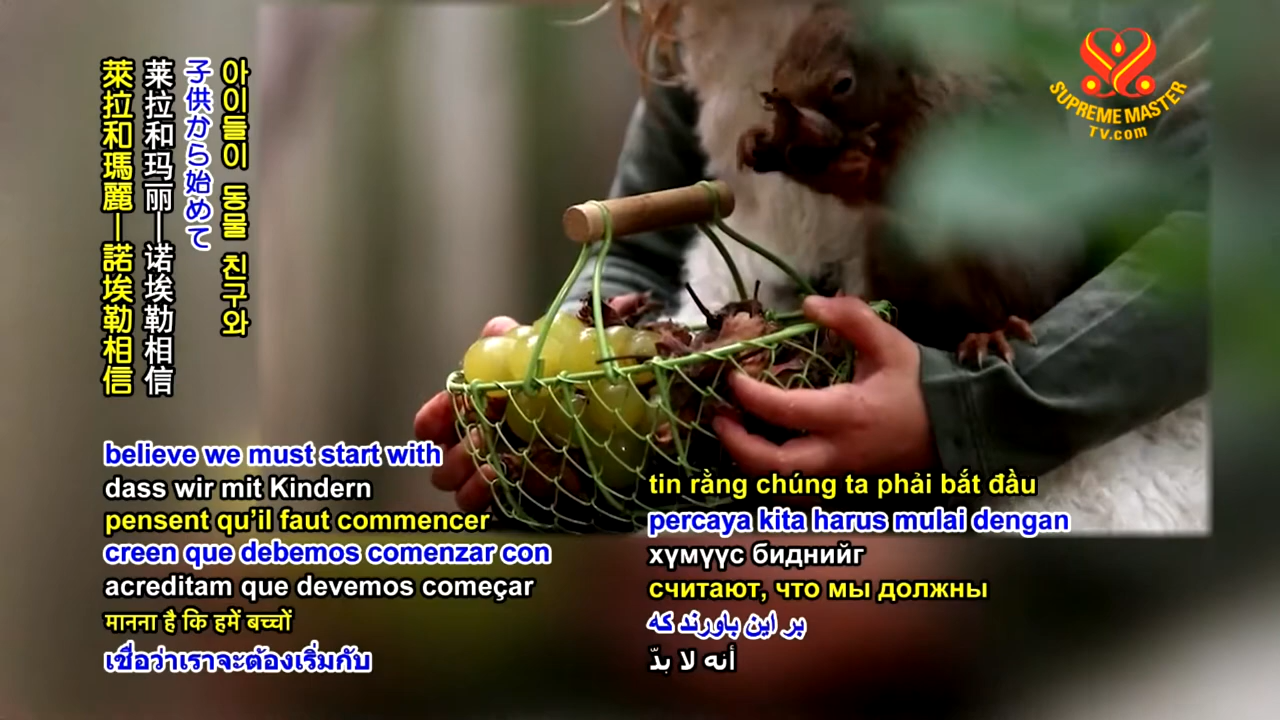 아이들이 동물 친구와
子供から始めて
莱拉和玛丽—诺埃勒相信
萊拉和瑪麗—諾埃勒相信
SUPREME MASTER
TV.com
believe we must start with
dass wir mit Kindern
pensent qu’il faut commencer
creen que debemos comenzar con
acreditam que devemos começar
मानना है कि हमें बच्चों
เชื่อว่าเราจะต้องเริ่มกับ
tin rằng chúng ta phải bắt đầu
percaya kita harus mulai dengan
хүмүүс биднийг
считают, что мы должны
بر این باورند که
أنه لا بدّ